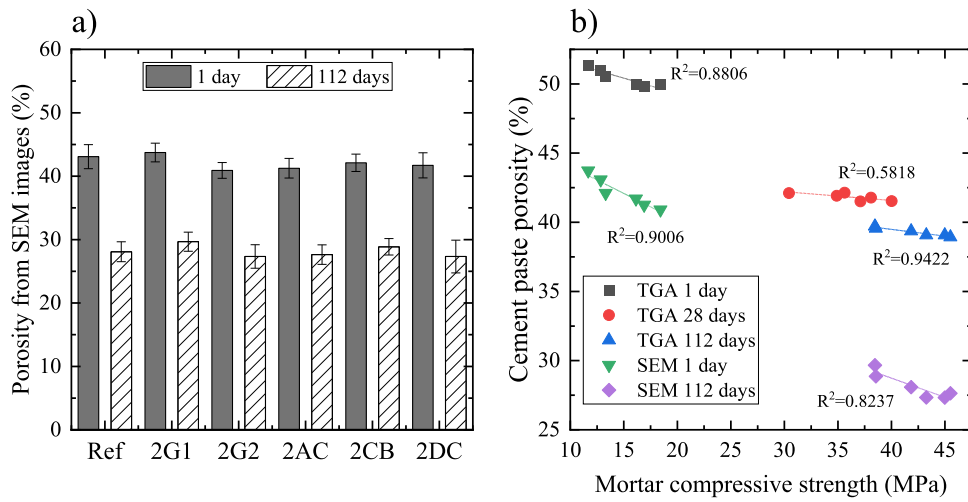 a)
Porosity from SEM images (%)
60
50
40
30
20
10
0
1 day
112 days
Ref
2G1
2G2
2AC
2CB
2DC
b)
Cement paste porosity (%)
50
45
40
35
30
25
R²=0.8806
R²=0.5818
R²=0.9006
R²=0.9422
TGA 1 day
TGA 28 days
TGA 112 days
SEM 1 day
SEM 112 days
R²=0.8237
10
15
20
25
30
35
40
45
Mortar compressive strength (MPa)